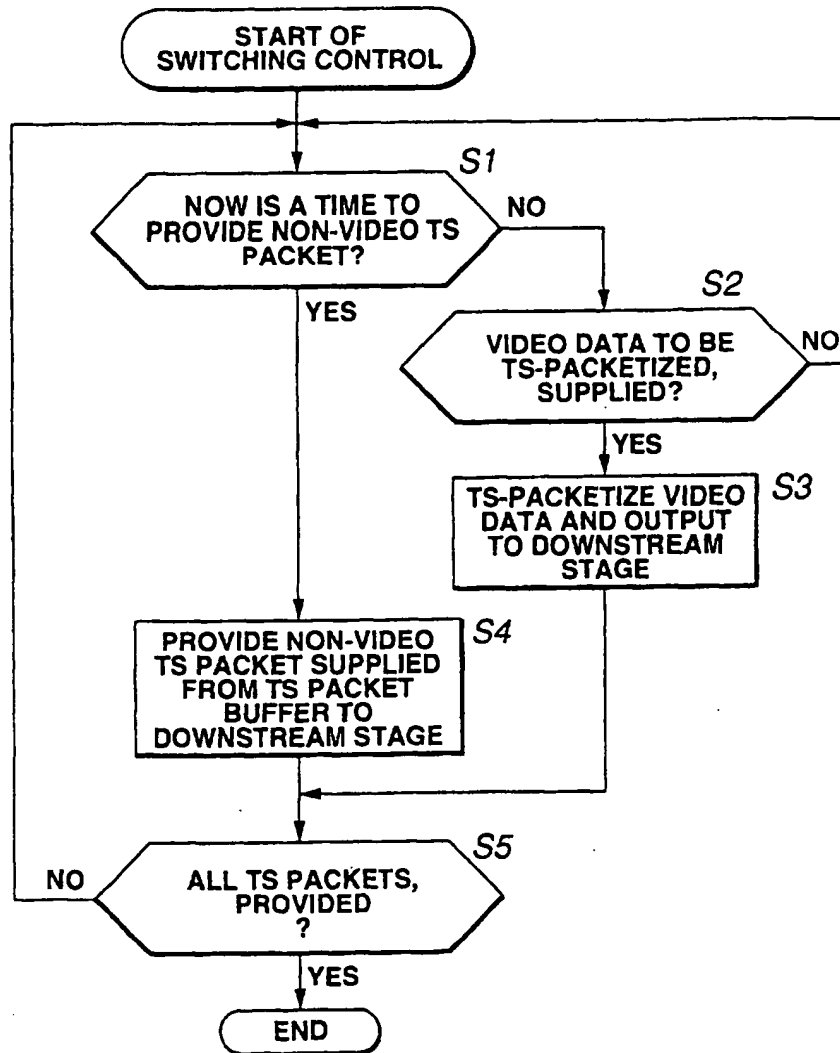 START OF
SWITCHING CONTROL
S1
NOW IS A TIME TO
PROVIDE NON-VIDEO TS
PACKET?
NO
YES
S2
VIDEO DATA TO BE
TS-PACKETIZED,
SUPPLIED?
NO
YES
S3
TS-PACKETIZE VIDEO
DATA AND OUTPUT
TO DOWNSTREAM
STAGE
S4
PROVIDE NON-VIDEO
TS PACKET SUPPLIED
FROM TS PACKET
BUFFER TO
DOWNSTREAM STAGE
S5
NO
ALL TS PACKETS,
PROVIDED
?
YES
END